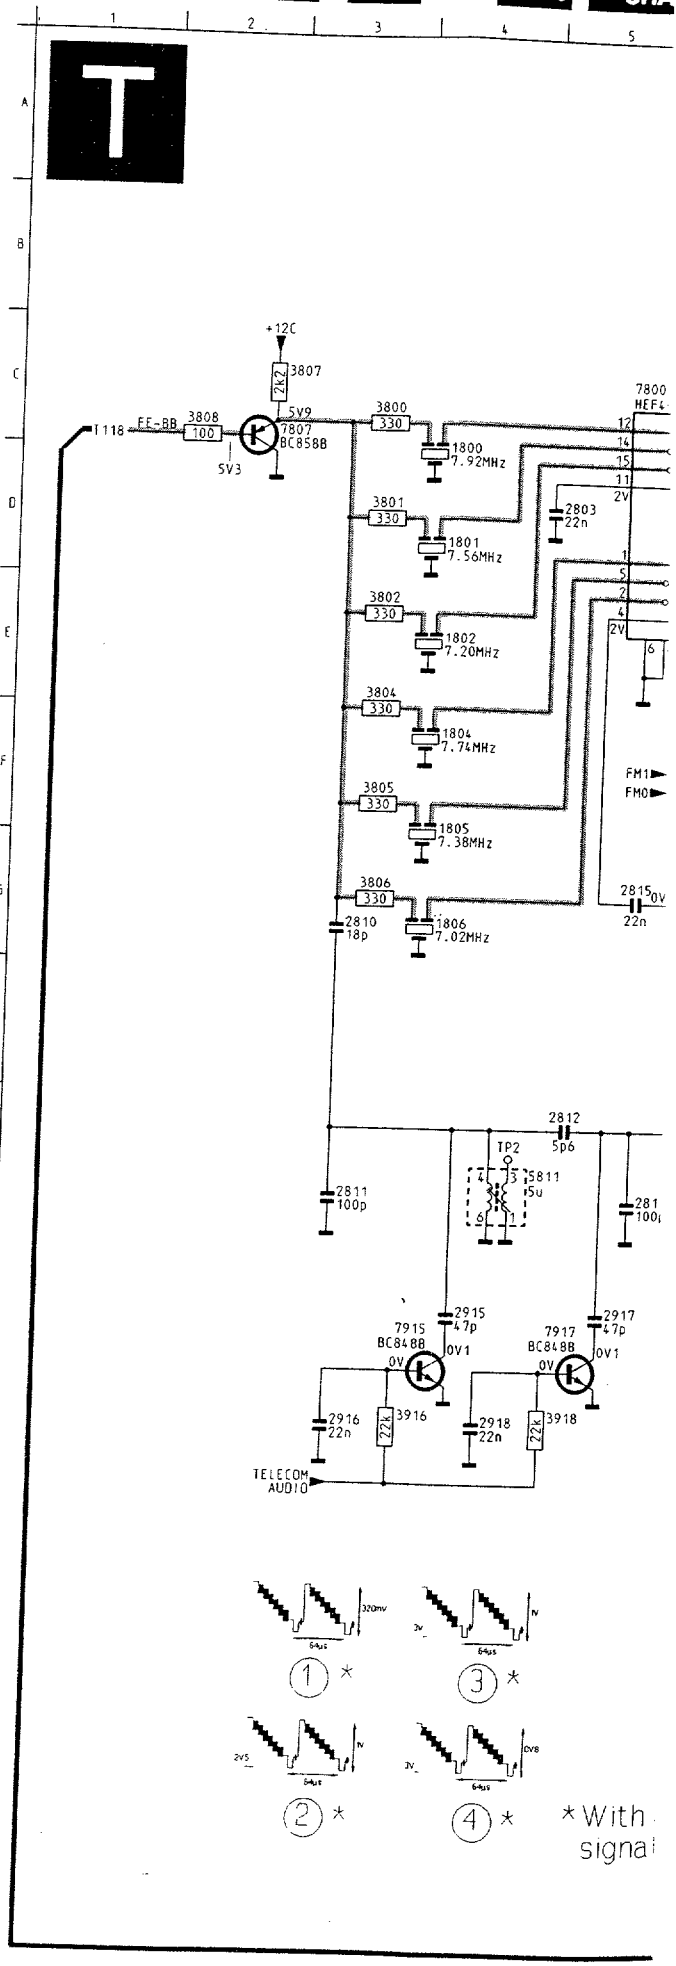 1 2 3 4 5
A
T
B
+12C
C
3807
2k2
7800
HEF4
3800
5V9
330
12
T118
FE-BB
3808
100
7807
BC858B
14
1800
7.92MHz
15
5V3
11
2V
D
3801
330
2803
22n
1801
7.56MHz
1
5
3802
330
2
4
2V
E
1802
7.20MHz
6
3804
330
1804
7.74MHz
F
FM1
FM0
3805
330
1805
7.38MHz
3806
330
2815
0V
22n
2810
18p
1806
7.02MHz
2812
5p6
TP2
4 3
5811
5u
2811
100p
6 1
281
100
2915
47p
2917
47p
7915
BC848B
7917
BC848B
0V
0V1
0V
0V1
2916
22n
22k
3916
2918
22n
22k
3918
TELECOM
AUDIO
320mV
64µs
1 *
3V
1V
64µs
3 *
2V5
1V
64µs
2 *
3V
0V8
64µs
4 *
* With
signal